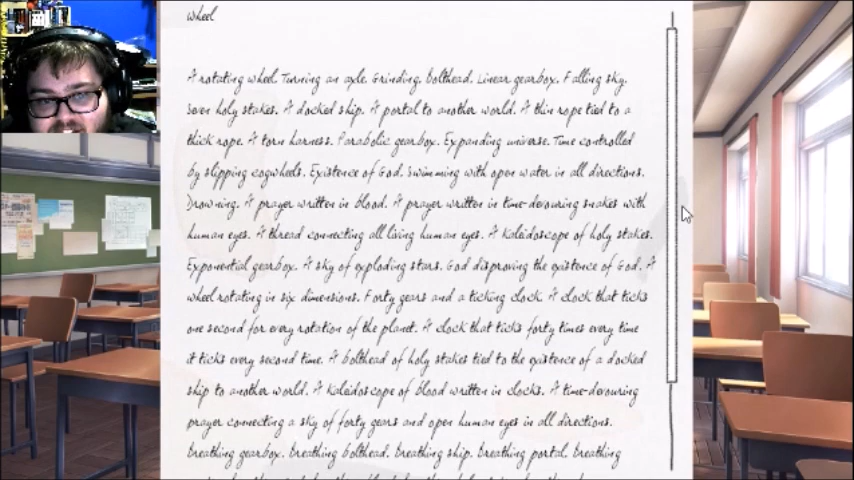 wheel
A rotating wheel. Turning an axle. Grinding. Bolthead. Linear gearbox. Falling sky.
Seven holy stakes. A docked ship. A portal to another world. A thin rope tied to a
thick rope. A torn harness. Parabolic gearbox. Expanding universe. Time controlled
by slipping cogwheels. Existence of God. Swimming with open water in all directions.
Drowning. A prayer written in blood. A prayer written in time-devouring snakes with
human eyes. A thread connecting all living human eyes. A kaleidoscope of holy stakes.
Exponential gearbox. A sky of exploding stars. God disproving the existence of God. A
wheel rotating in six dimensions. Forty gears and a ticking clock. A clock that ticks
one second for every rotation of the planet. A clock that ticks forty times every time
it ticks every second time. A bolthead of holy stakes tied to the existence of a docked
ship to another world. A kaleidoscope of blood written in clocks. A time-devouring
prayer connecting a sky of forty gears and open human eyes in all directions.
Breathing gearbox. Breathing bolthead. Breathing ship. Breathing portal. Breathing